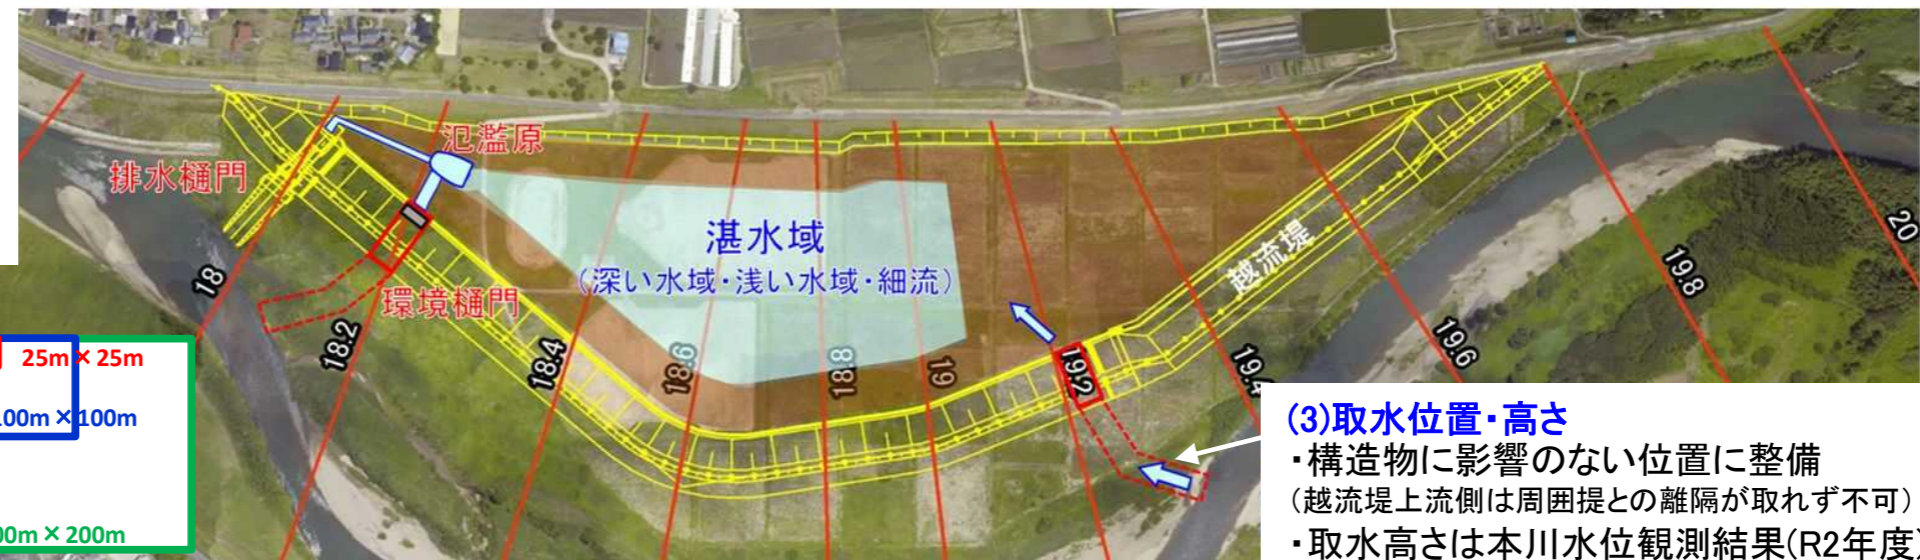 氾濫原
排水樋門
湛水域
(深い水域・浅い水域・細流)
環境樋門
越流堤
18
18.2
18.4
18.6
18.8
19
19.2
19.4
19.6
19.8
20
25m×25m
100m×100m
00m×200m
(3)取水位置・高さ
・構造物に影響のない位置に整備
(越流堤上流側は周囲提との離隔が取れず不可)
・取水高さは本川水位観測結果(R2年度)